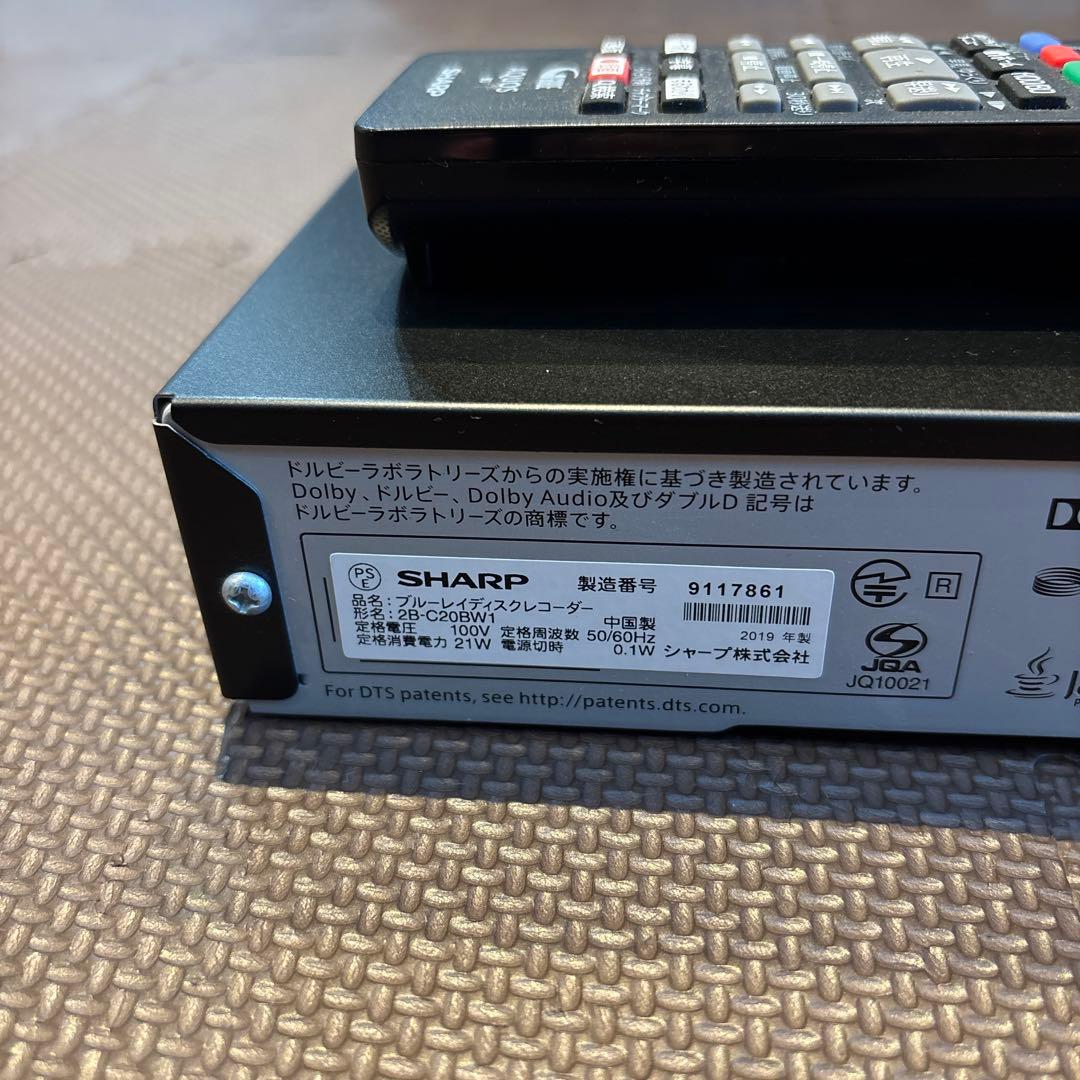 SHARP
ドルビーラボラトリーズからの実施権に基づき製造されています。
Dolby、ドルビー、Dolby Audio及びダブルD 記号は
ドルビーラボラトリーズの商標です。
PS
E
SHARP 製造番号 9117861
品名：ブルーレイディスクレコーダー
形名：2B-C20BW1 中国製
定格電圧 100V 定格周波数 50/60Hz 2019 年製
定格消費電力 21W 電源切時 0.1W シャープ株式会社
R
JQA
JQ10021
For DTS patents, see http://patents.dts.com.